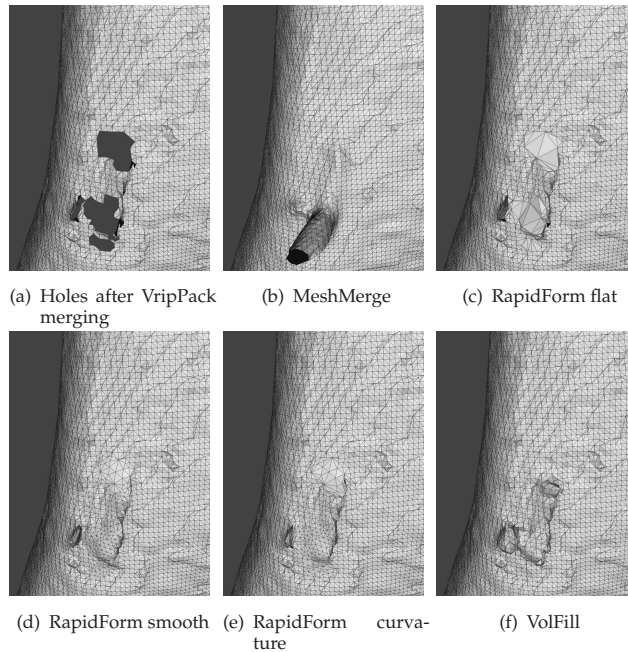 (a) Holes after VripPack
merging
(b) MeshMerge
(c) RapidForm flat
(d) RapidForm smooth
(e) RapidForm curva-
ture
(f) VolFill